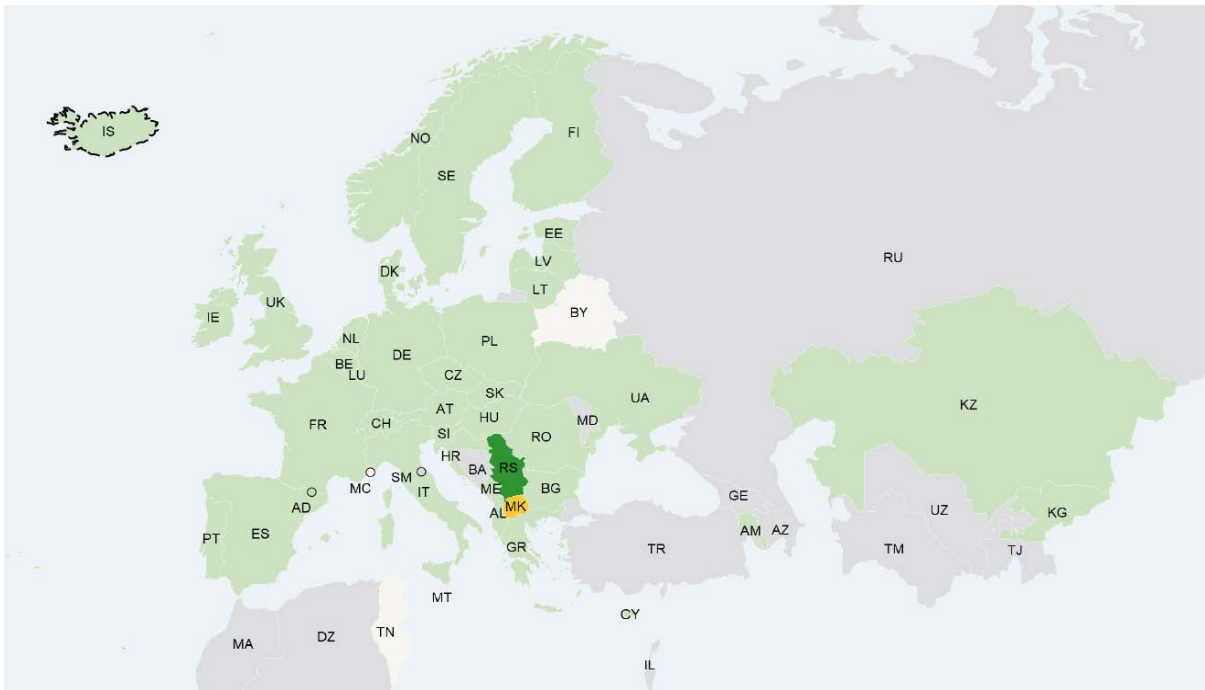 IS
NO
FI
SE
EE
RU
LV
DK
LT
UK
BY
IE
NL
PL
DE
BE
LU
CZ
SK
UA
KZ
AT
HU
MD
FR
CH
SI
RO
HR
BA
RS
SM
MC
IT
ME
BG
GE
AD
MK
AL
UZ
KG
PT
ES
AM
AZ
GR
TR
TM
TJ
MT
CY
TN
DZ
MA
IL